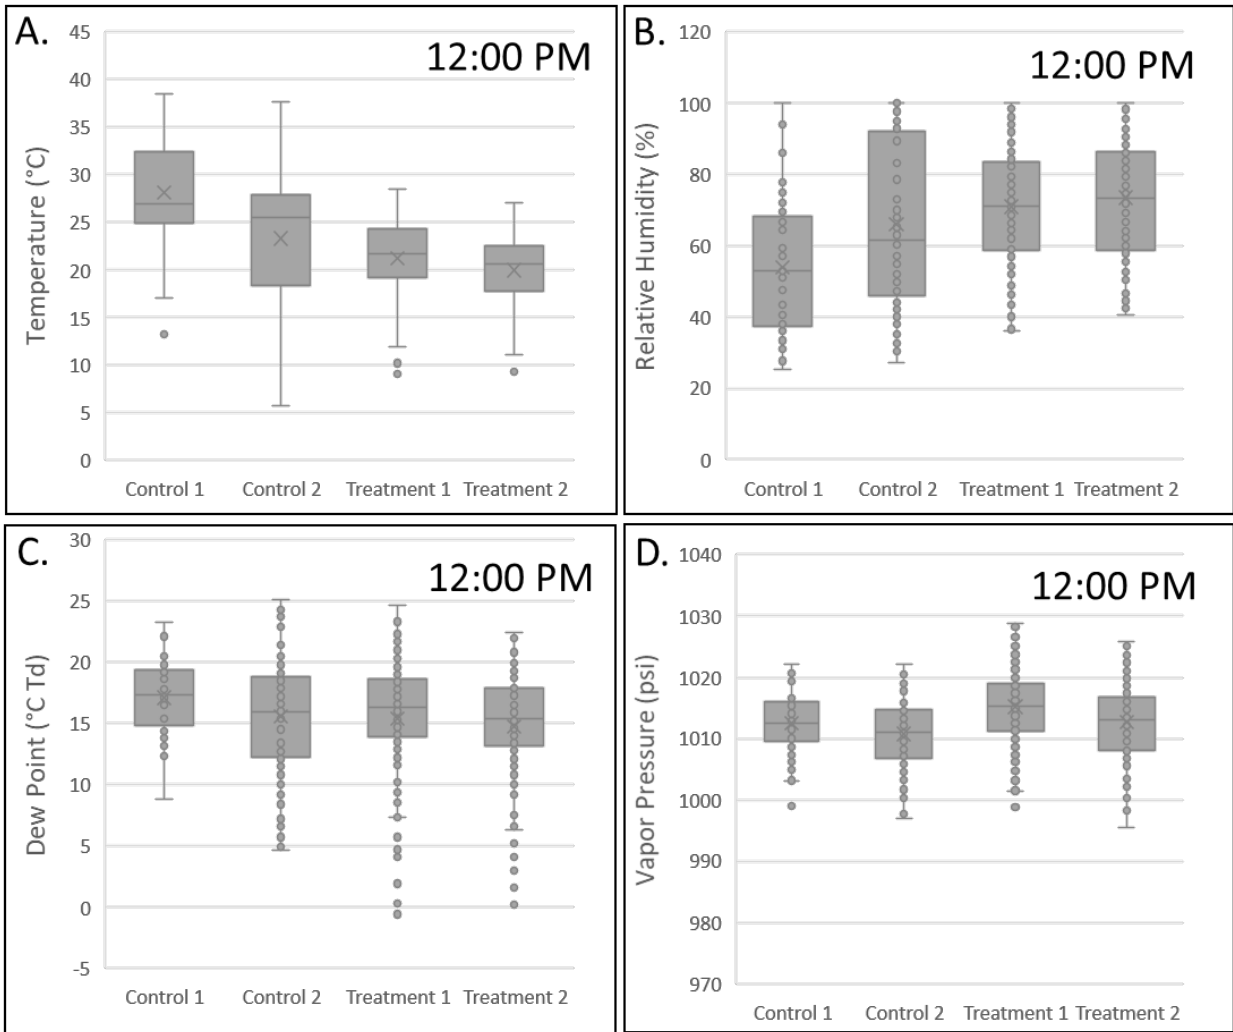 A.
12:00 PM
Temperature (°C)
45
40
35
30
25
20
15
10
5
0
Control 1 Control 2 Treatment 1 Treatment 2
B.
12:00 PM
Relative Humidity (%)
120
100
80
60
40
20
0
Control 1 Control 2 Treatment 1 Treatment 2
C.
12:00 PM
Dew Point (°C Td)
30
25
20
15
10
5
0
-5
Control 1 Control 2 Treatment 1 Treatment 2
D.
12:00 PM
Vapor Pressure (psi)
1040
1030
1020
1010
1000
990
980
970
Control 1 Control 2 Treatment 1 Treatment 2